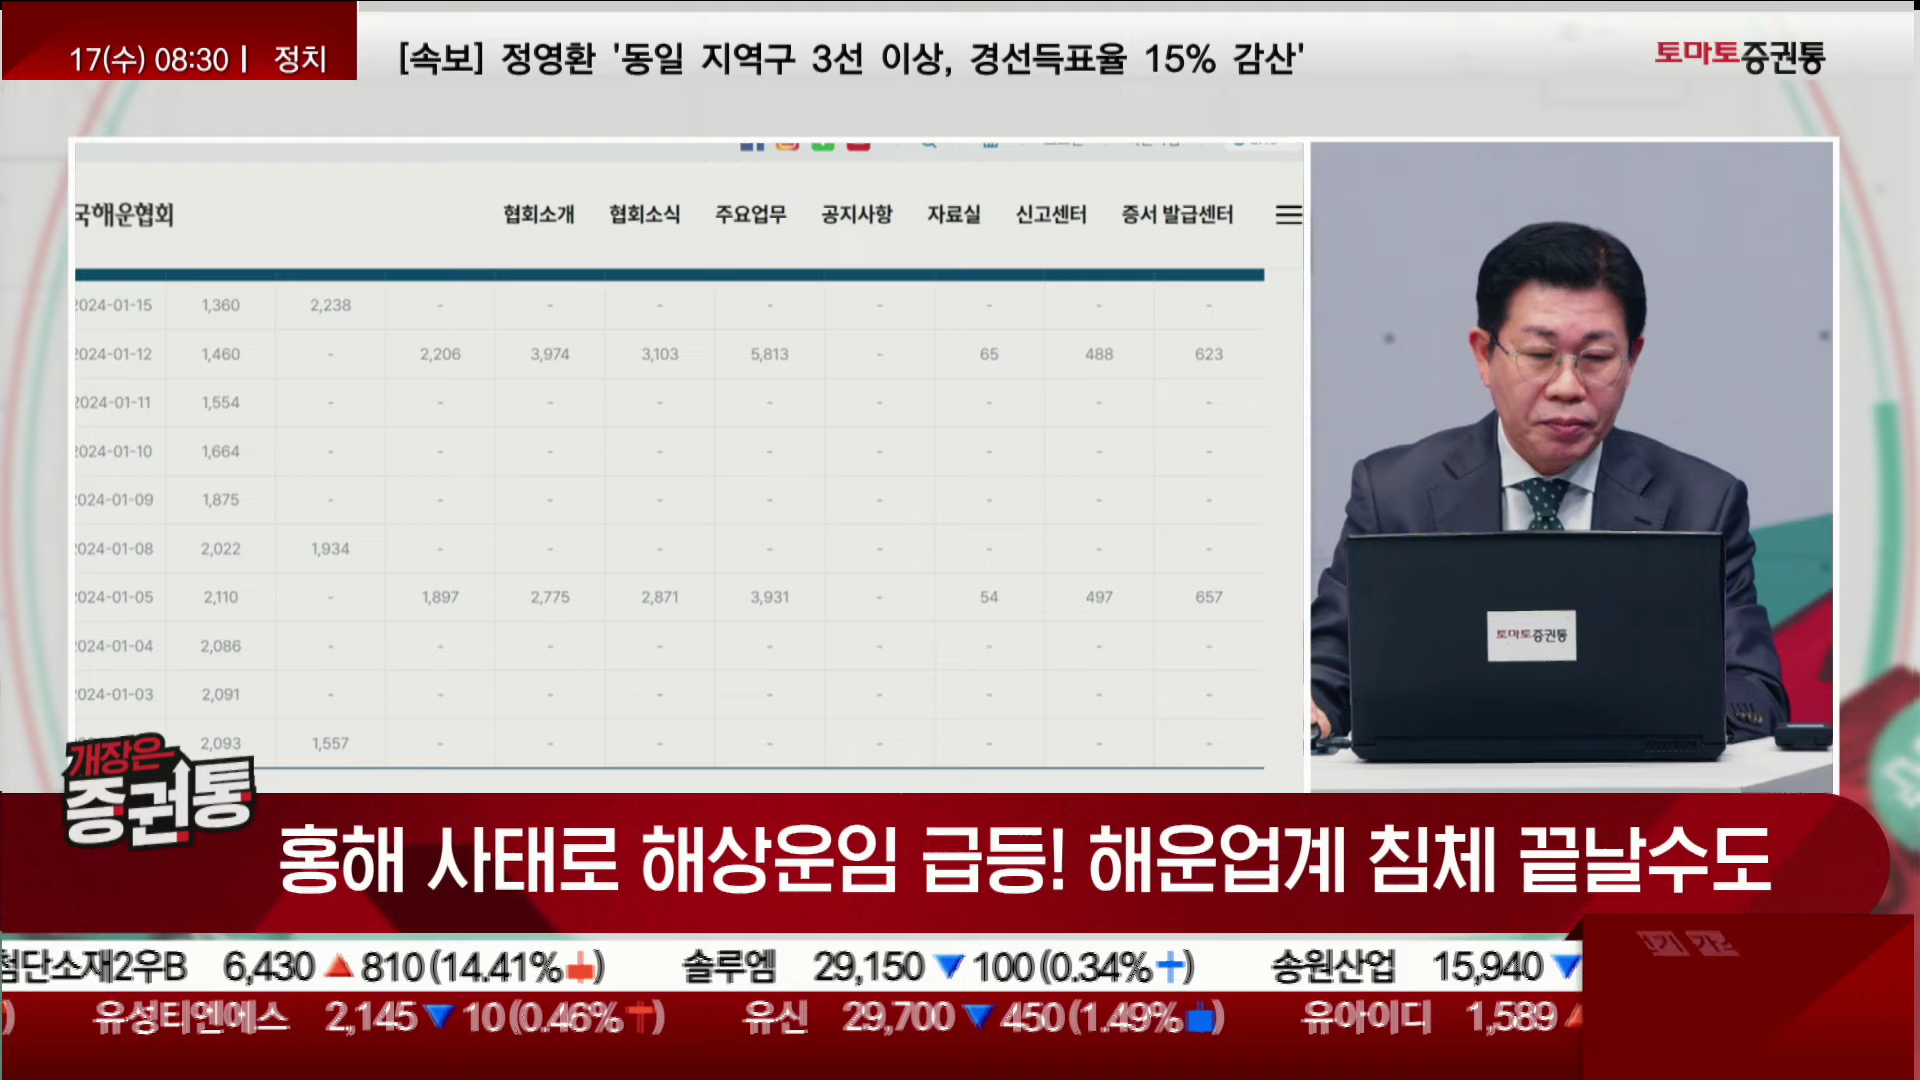 17(수) 08:30 | 정치
[속보] 정영환 '동일 지역구 3선 이상, 경선득표율 15% 감산'
토마토증권통
국해운협회
협회소개 협회소식 주요업무 공지사항 자료실 신고센터 증서 발급센터
2024-01-15 1,360 2,238 - - - - - - - -
2024-01-12 1,460 - 2,206 3,974 3,103 5,813 - 65 488 623
2024-01-11 1,554 - - - - - - - - -
2024-01-10 1,664 - - - - - - - - -
2024-01-09 1,875 - - - - - - - - -
2024-01-08 2,022 1,934 - - - - - - - -
2024-01-05 2,110 - 1,897 2,775 2,871 3,931 - 54 497 657
2024-01-04 2,086 - - - - - - - - -
2024-01-03 2,091 - - - - - - - - -
2,093 1,557 - - - - - - - -
토마토증권통
개장은
증권통
홍해 사태로 해상운임 급등! 해운업계 침체 끝날수도
첨단소재2우B 6,430 ▲ 810 (14.41%) 솔루엠 29,150 ▼ 100 (0.34%) 송원산업 15,940 ▼
) 유성티엔에스 2,145 ▼ 10 (0.46%) 유신 29,700 ▼ 450 (1.49%) 유아이디 1,589 ▲